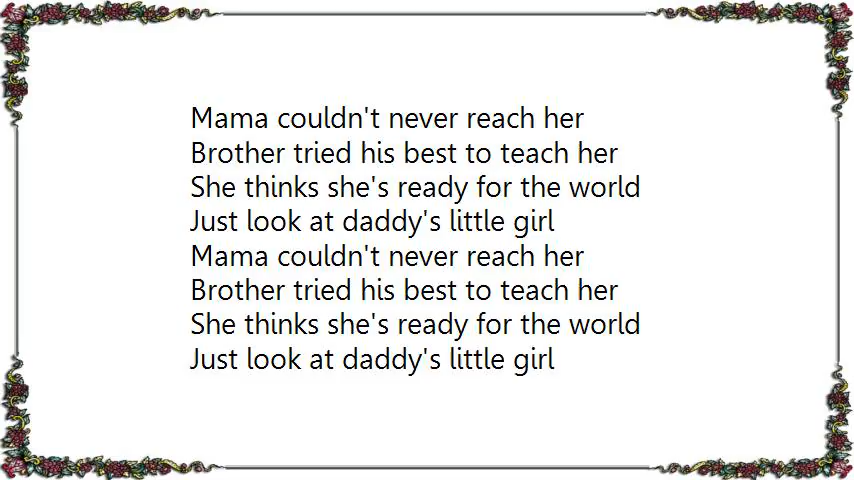 Mama couldn't never reach her
Brother tried his best to teach her
She thinks she's ready for the world
Just look at daddy's little girl
Mama couldn't never reach her
Brother tried his best to teach her
She thinks she's ready for the world
Just look at daddy's little girl